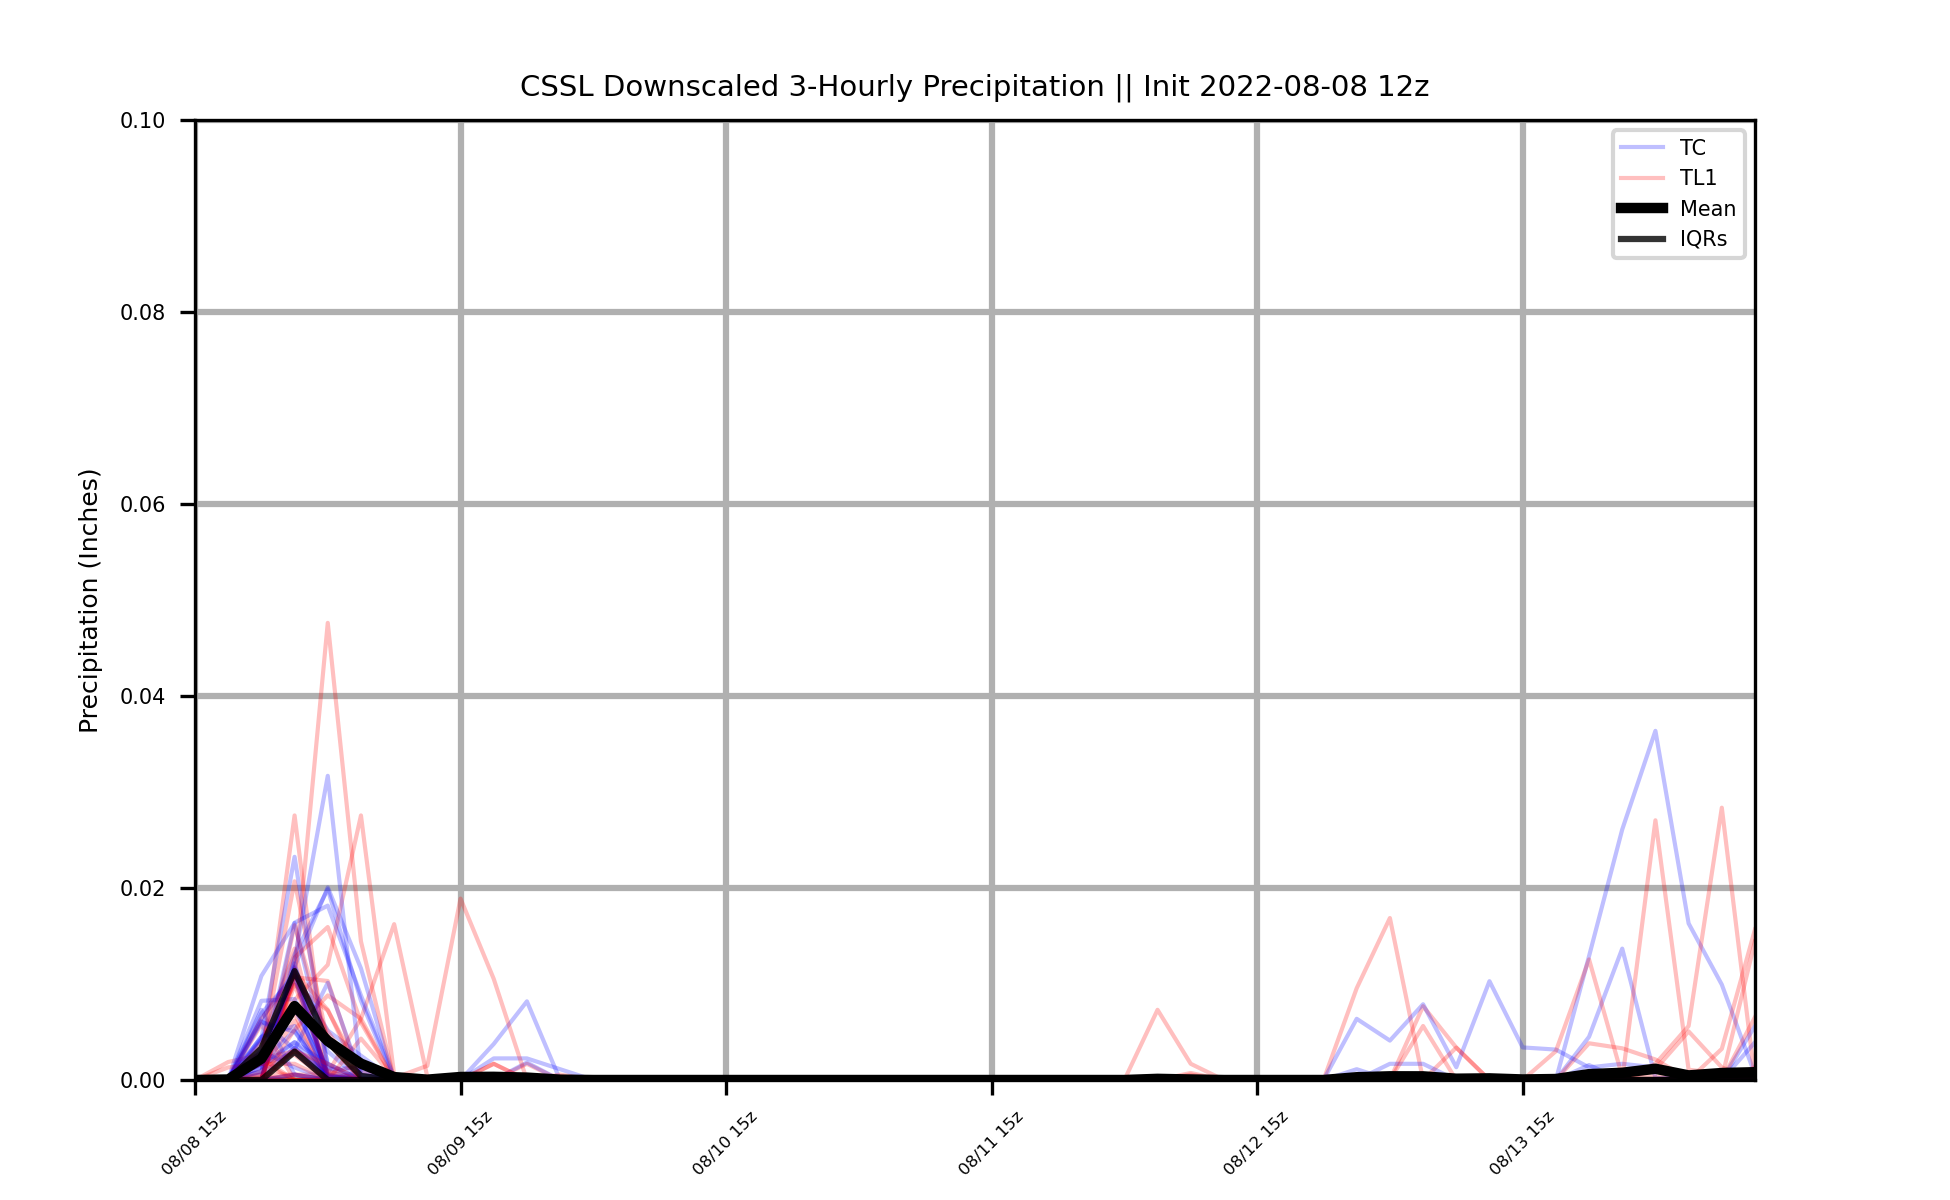 CSSL Downscaled 3-Hourly Precipitation || Init 2022-08-08 12z
Precipitation (Inches)
0.10
0.08
0.06
0.04
0.02
0.00
TC
TL1
Mean
IQRs
08/08 15z
08/09 15z
08/10 15z
08/11 15z
08/12 15z
08/13 15z